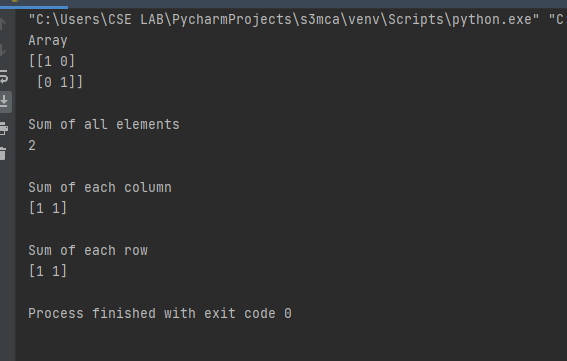 "C:\Users\CSE LAB\PycharmProjects\s3mca\venv\Scripts\python.exe" "C
Array
[[1 0]
 [0 1]]
Sum of all elements
2
Sum of each column
[1 1]
Sum of each row
[1 1]
Process finished with exit code 0